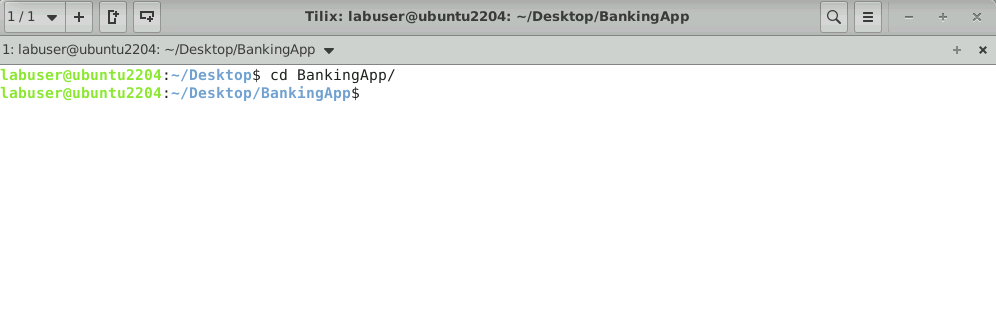 1 / 1
Tilix: labuser@ubuntu2204: ~/Desktop/BankingApp
1: labuser@ubuntu2204: ~/Desktop/BankingApp
labuser@ubuntu2204:~/Desktop$ cd BankingApp/
labuser@ubuntu2204:~/Desktop/BankingApp$